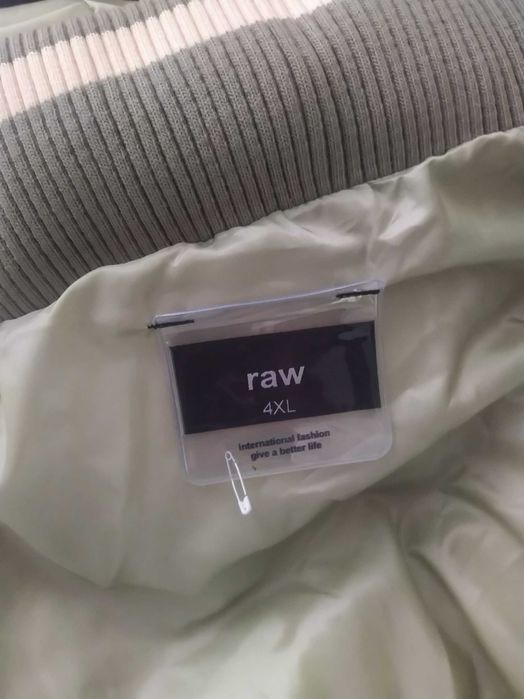 raw
4XL
international fashion
give a better life